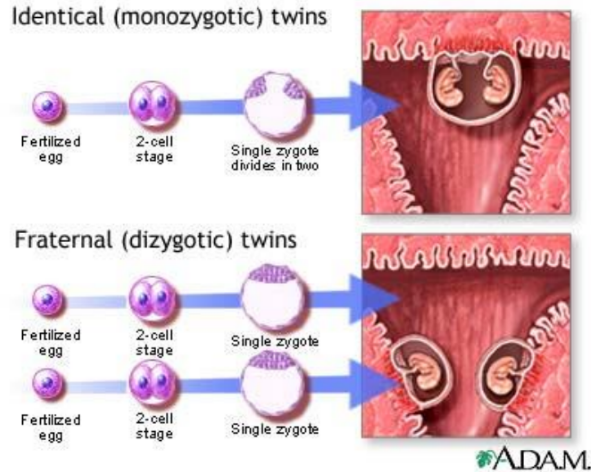 Identical (monozygotic) twins
Fertilized
egg
2-cell
stage
Single zygote
divides in two
Fraternal (dizygotic) twins
Fertilized
egg
2-cell
stage
Single zygote
Fertilized
egg
2-cell
stage
Single zygote
A.D.A.M.